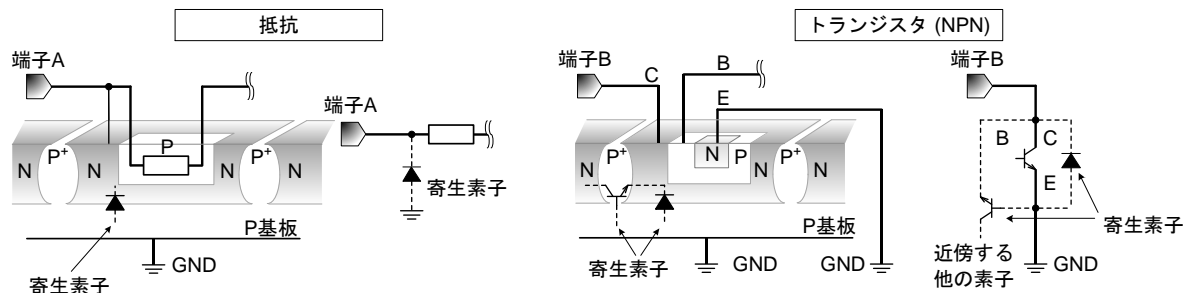 抵抗
端子A
N
P+
N
P
N
P+
N
P基板
寄生素子
GND
端子A
寄生素子
トランジスタ (NPN)
端子B
C
B
E
N
P+
N
N
P
P+
N
N
P基板
寄生素子
GND
GND
端子B
B
C
E
寄生素子
近傍する
他の素子
GND